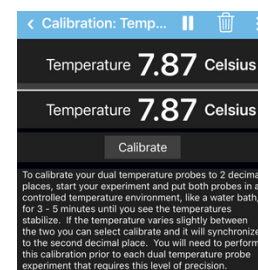 Calibration: Temp...
Temperature 7.87 Celsius
Temperature 7.87 Celsius
Calibrate
To calibrate your dual temperature probes to 2 decima
places, start your experiment and put both probes in a
controlled temperature environment, like a water bath,
for 3 - 5 minutes until you see the temperatures
stabilize. If the temperature varies slightly between
the two you can select calibrate and it will synchronize
to the second decimal place. You will need to perform
this calibration prior to each dual temperature probe
experiment that requires this level of precision.